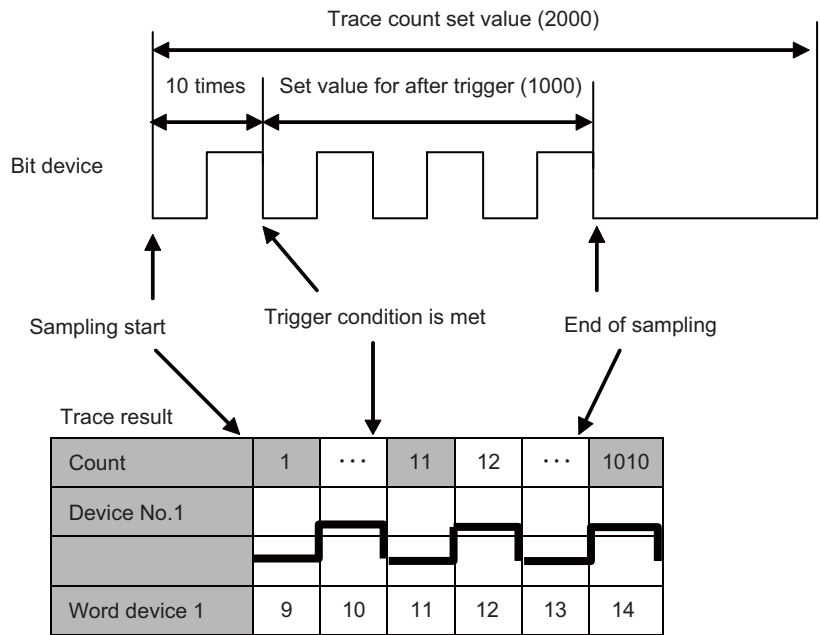 Trace count set value (2000)
10 times
Set value for after trigger (1000)
Bit device
Sampling start
Trigger condition is met
End of sampling
Trace result
Count 1 ··· 11 12 ··· 1010
Device No.1
Word device 1 9 10 11 12 13 14